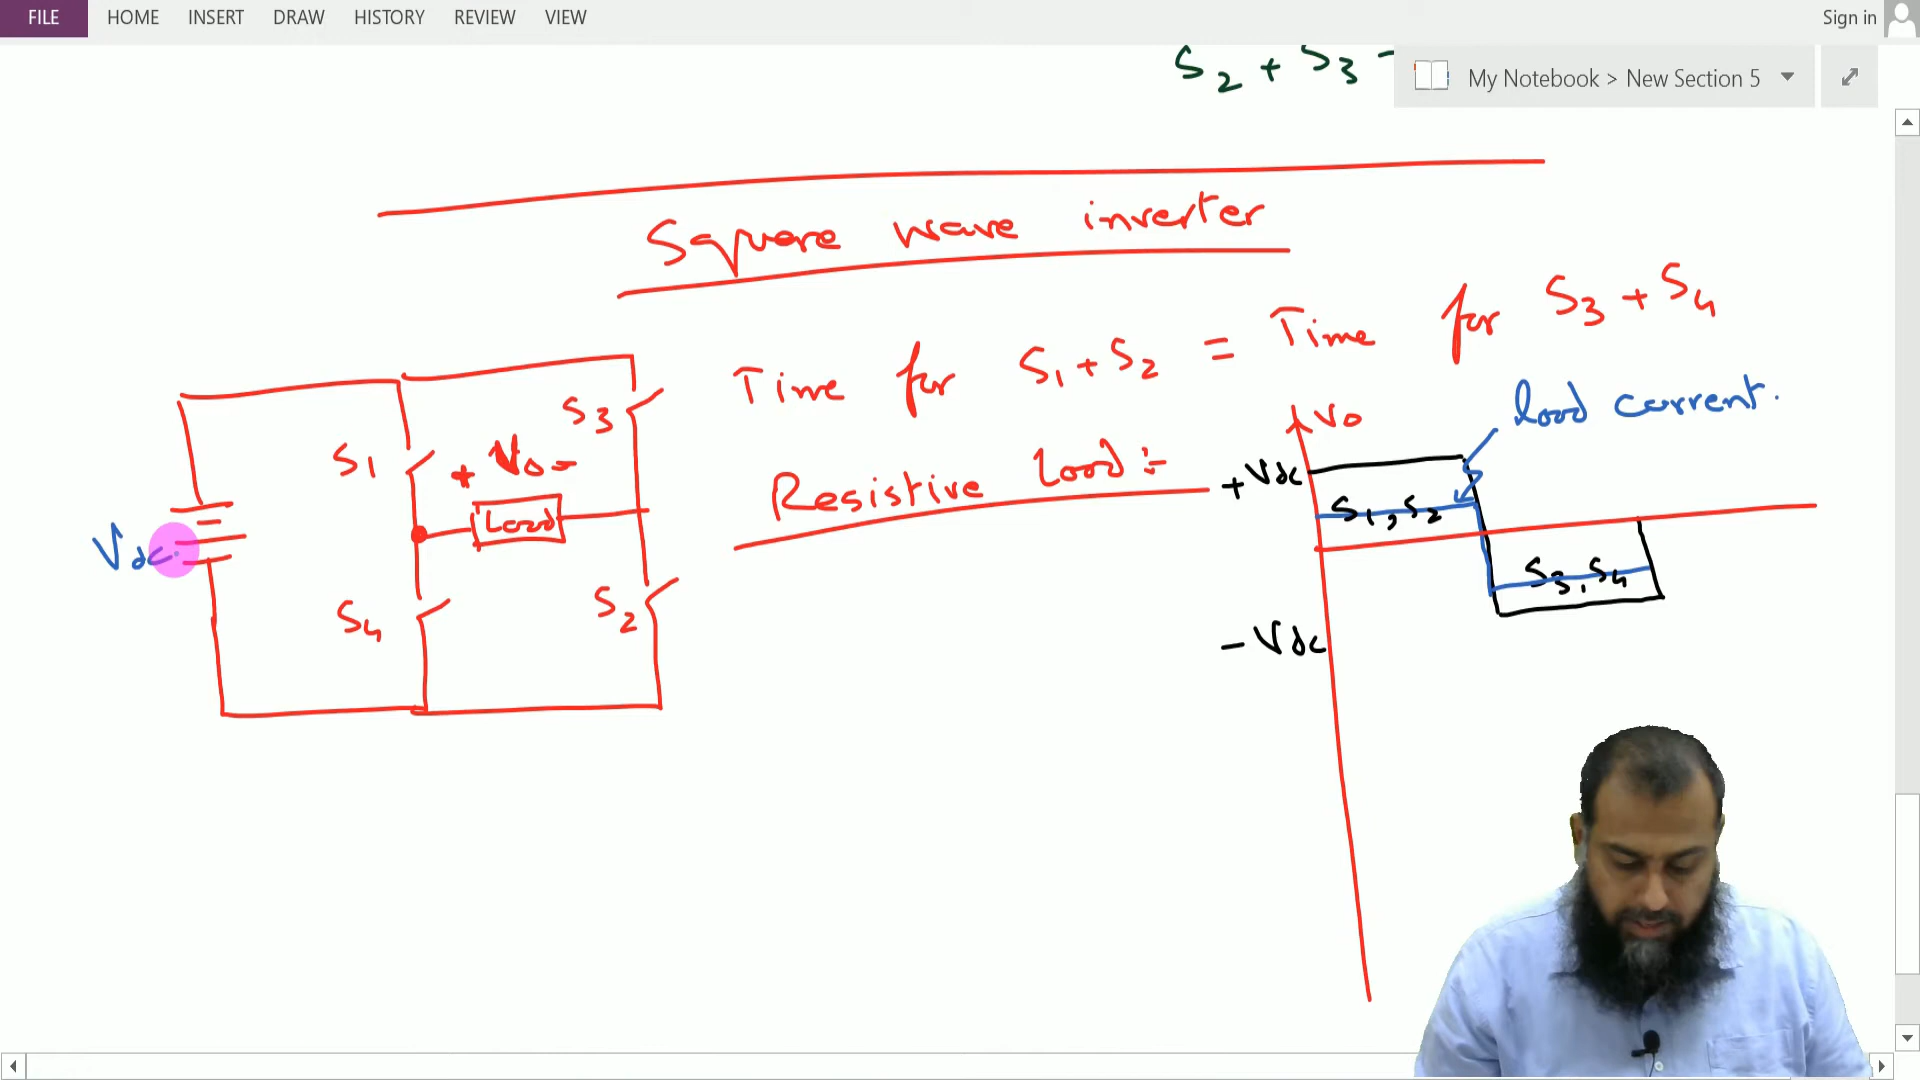 FILE HOME INSERT DRAW HISTORY REVIEW VIEW Sign in
S2 + S3 -
My Notebook > New Section 5
Square wave inverter
Time for S1 + S2 = Time for S3 + S4
load current.
Resistive Load :-
Vo
+Vdc
S1, S2
S3, S4
-Vdc
S3
S1
+ Vo -
Load
Vdc
S4
S2